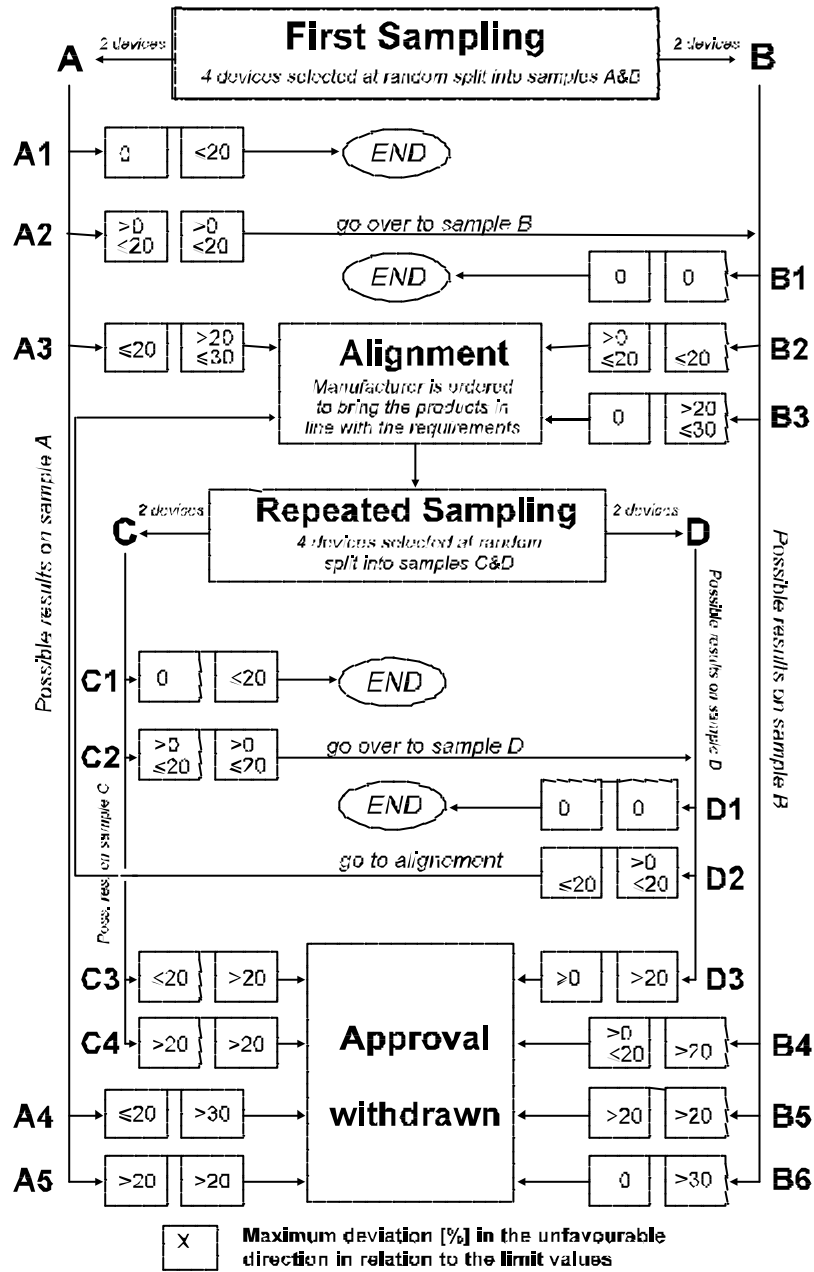 First Sampling
4 devices selected at random split into samples A&B
A
2 devices
2 devices
B
A1
0
<20
END
A2
>0
<20
>0
<20
go over to sample B
END
0
0
B1
A3
≤20
>20
≤30
Alignment
Manufacturer is ordered
to bring the products in
line with the requirements
>0
≤20
<20
B2
0
>20
≤30
B3
Possible results on sample A
C
2 devices
Repeated Sampling
4 devices selected at random
split into samples C&D
2 devices
D
Possible results on sample D
Possible results on sample B
C1
0
<20
END
C2
>0
≤20
>0
≤20
go over to sample D
END
0
0
D1
Poss. res. on sample C
go to alignement
≤20
>0
<20
D2
C3
<20
>20
Approval
withdrawn
≥0
>20
D3
C4
>20
>20
>0
<20
>20
B4
A4
≤20
>30
>20
>20
B5
A5
>20
>20
0
>30
B6
X
Maximum deviation [%] in the unfavourable
direction in relation to the limit values